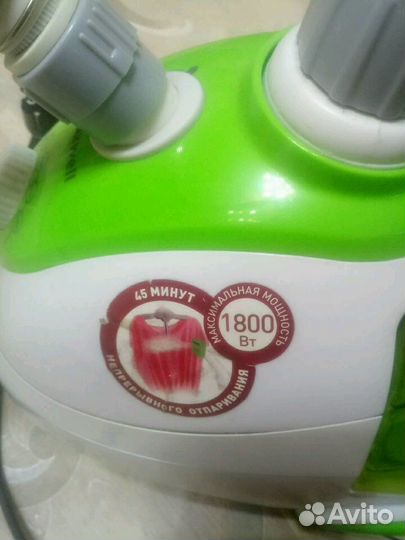 45 МИНУТ
НЕПРЕРЫВНОГО ОТПАРИВАНИЯ
МАКСИМАЛЬНАЯ МОЩНОСТЬ
1800
Вт
Avito